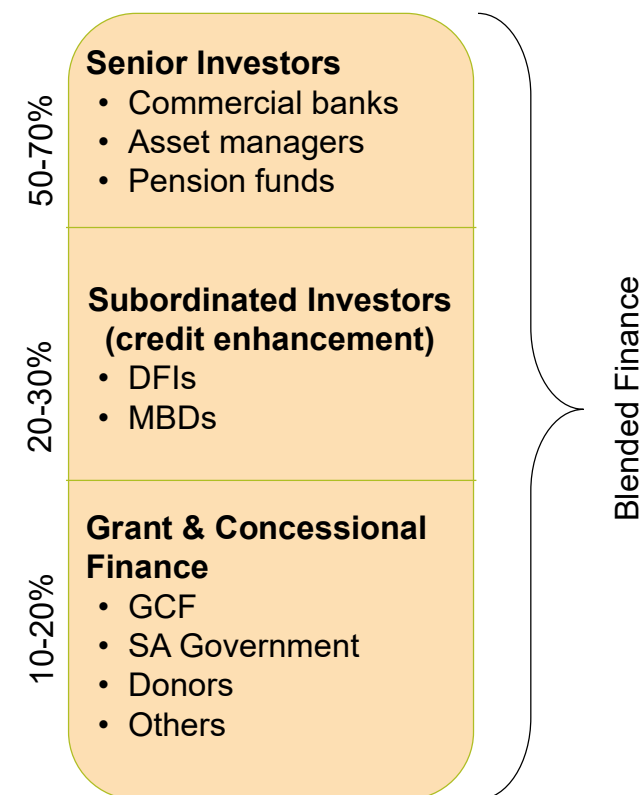 50-70%
Senior Investors
• Commercial banks
• Asset managers
• Pension funds
20-30%
Subordinated Investors
(credit enhancement)
• DFIs
• MBDs
10-20%
Grant & Concessional
Finance
• GCF
• SA Government
• Donors
• Others
Blended Finance